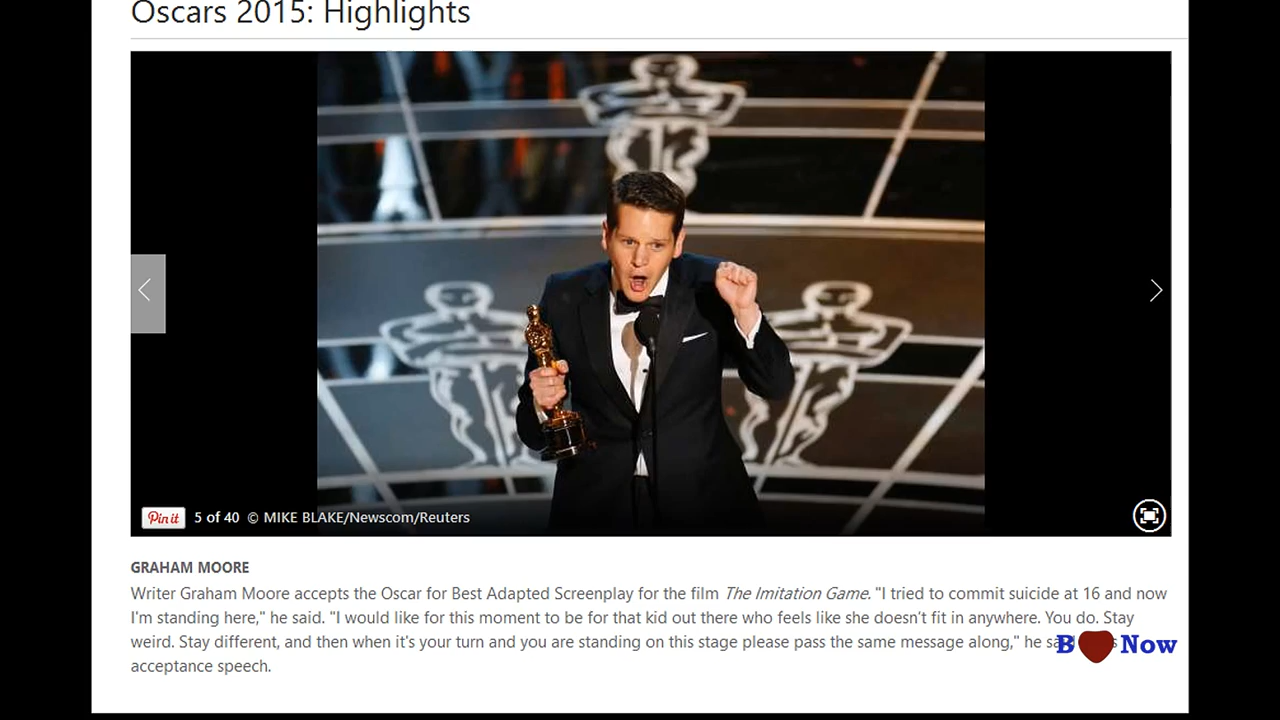 Oscars 2015: Highlights
Pin it 5 of 40 © MIKE BLAKE/Newscom/Reuters
GRAHAM MOORE
Writer Graham Moore accepts the Oscar for Best Adapted Screenplay for the film The Imitation Game. "I tried to commit suicide at 16 and now
I'm standing here," he said. "I would like for this moment to be for that kid out there who feels like she doesn't fit in anywhere. You do. Stay
weird. Stay different, and then when it's your turn and you are standing on this stage please pass the same message along," he
B Now
acceptance speech.